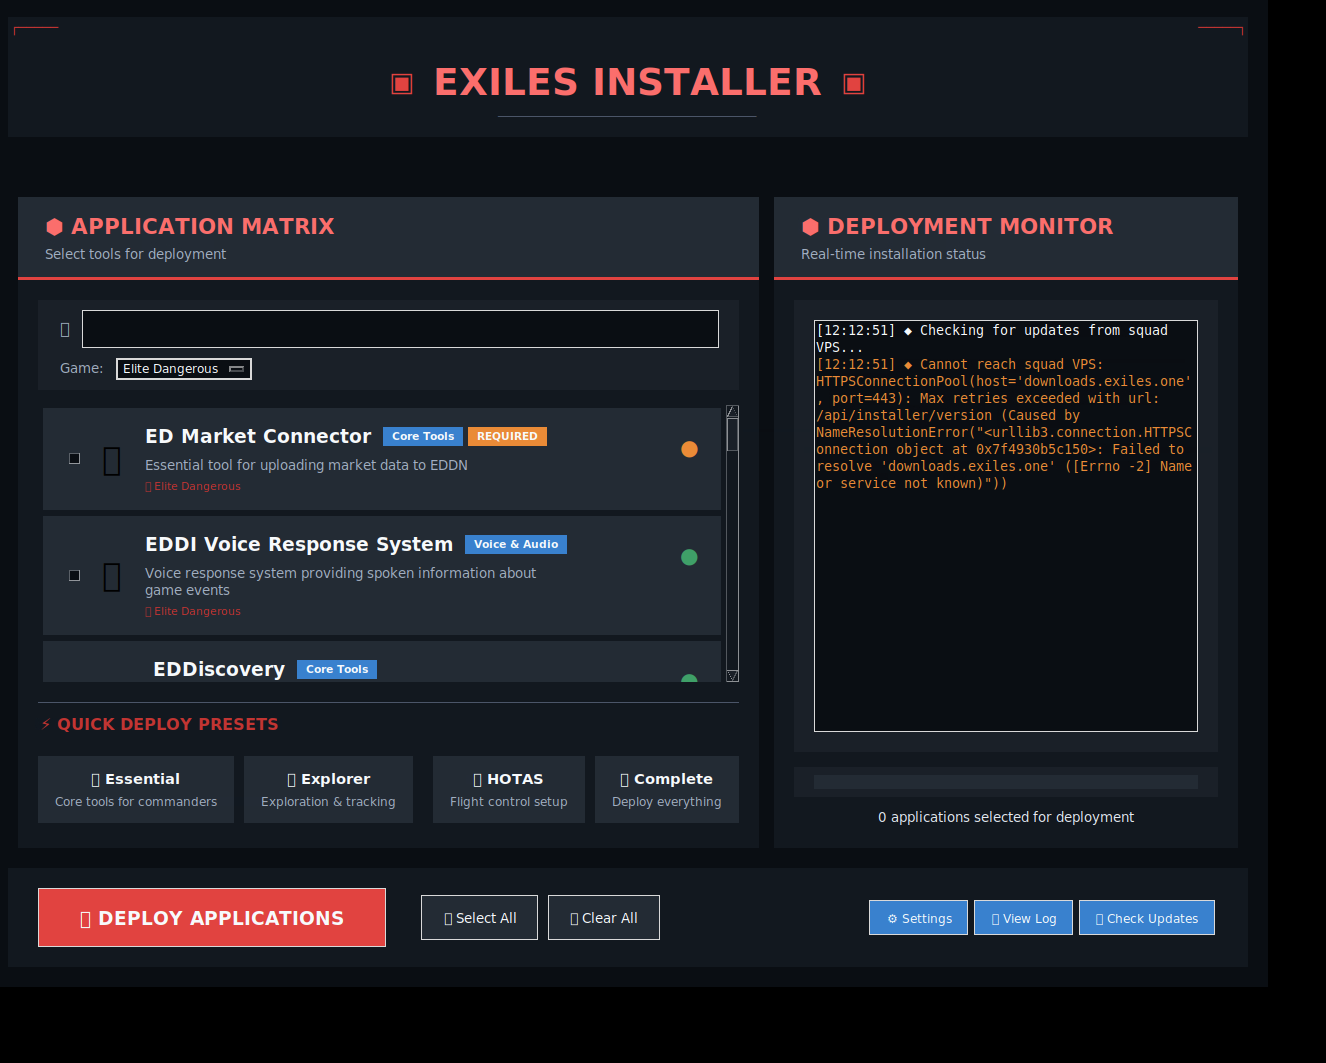 ▣ EXILES INSTALLER ▣
⬢ APPLICATION MATRIX
Select tools for deployment
Game: Elite Dangerous
ED Market Connector Core Tools REQUIRED
Essential tool for uploading market data to EDDN
Elite Dangerous
EDDI Voice Response System Voice & Audio
Voice response system providing spoken information about
game events
Elite Dangerous
EDDiscovery Core Tools
⚡ QUICK DEPLOY PRESETS
Essential
Core tools for commanders
Explorer
Exploration & tracking
HOTAS
Flight control setup
Complete
Deploy everything
⬢ DEPLOYMENT MONITOR
Real-time installation status
[12:12:51] ◆ Checking for updates from squad
VPS...
[12:12:51] ◆ Cannot reach squad VPS:
HTTPSConnectionPool(host='downloads.exiles.one'
, port=443): Max retries exceeded with url:
/api/installer/version (Caused by
NameResolutionError("<urllib3.connection.HTTPSC
onnection object at 0x7f4930b5c150>: Failed to
resolve 'downloads.exiles.one' ([Errno -2] Name
or service not known)"))
0 applications selected for deployment
DEPLOY APPLICATIONS
Select All
Clear All
⚙ Settings
View Log
Check Updates